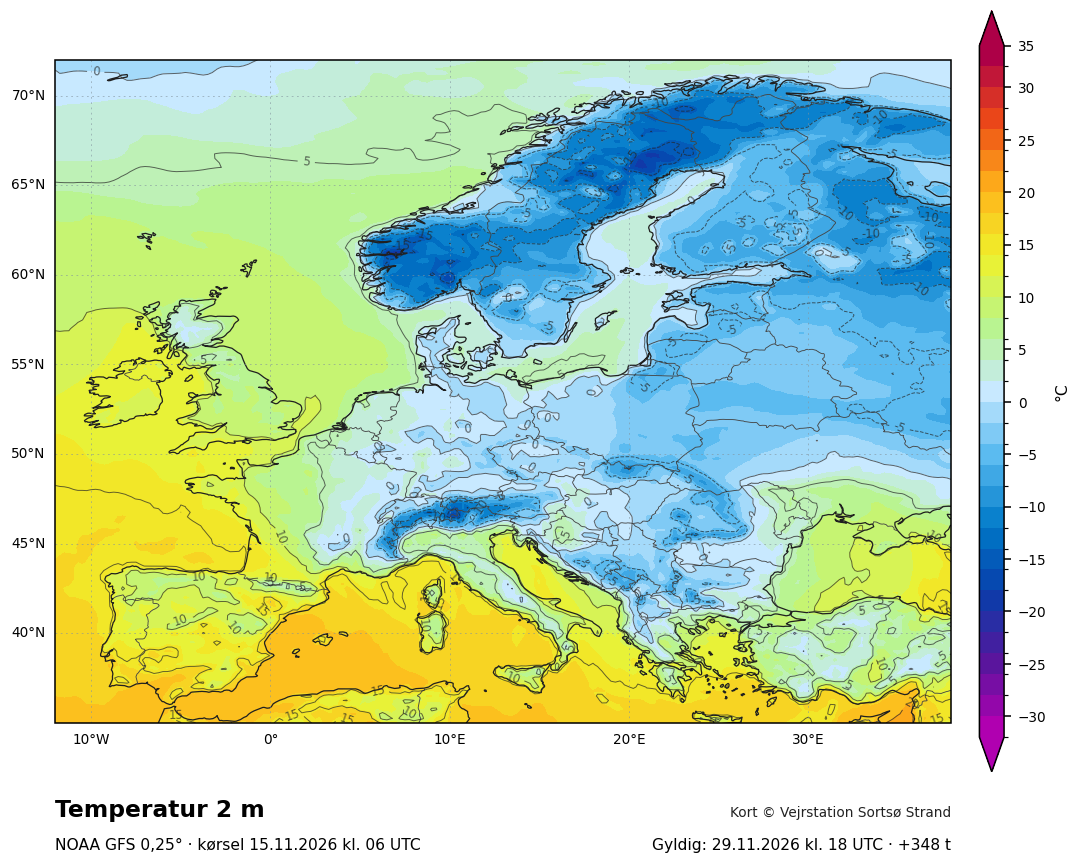 70°N
65°N
60°N
55°N
50°N
45°N
40°N
10°W 0° 10°E 20°E 30°E
35
30
25
20
15
10
5
0
−5
−10
−15
−20
−25
−30
°C
Temperatur 2 m
Kort © Vejrstation Sortsø Strand
NOAA GFS 0,25° · kørsel 15.11.2026 kl. 06 UTC
Gyldig: 29.11.2026 kl. 18 UTC · +348 t